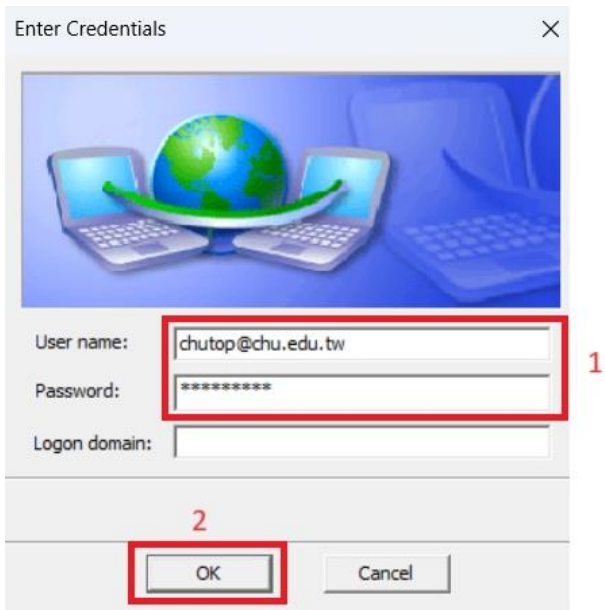 Enter Credentials
User name: chutop@chu.edu.tw
1
Password: *********
Logon domain:
2
OK Cancel